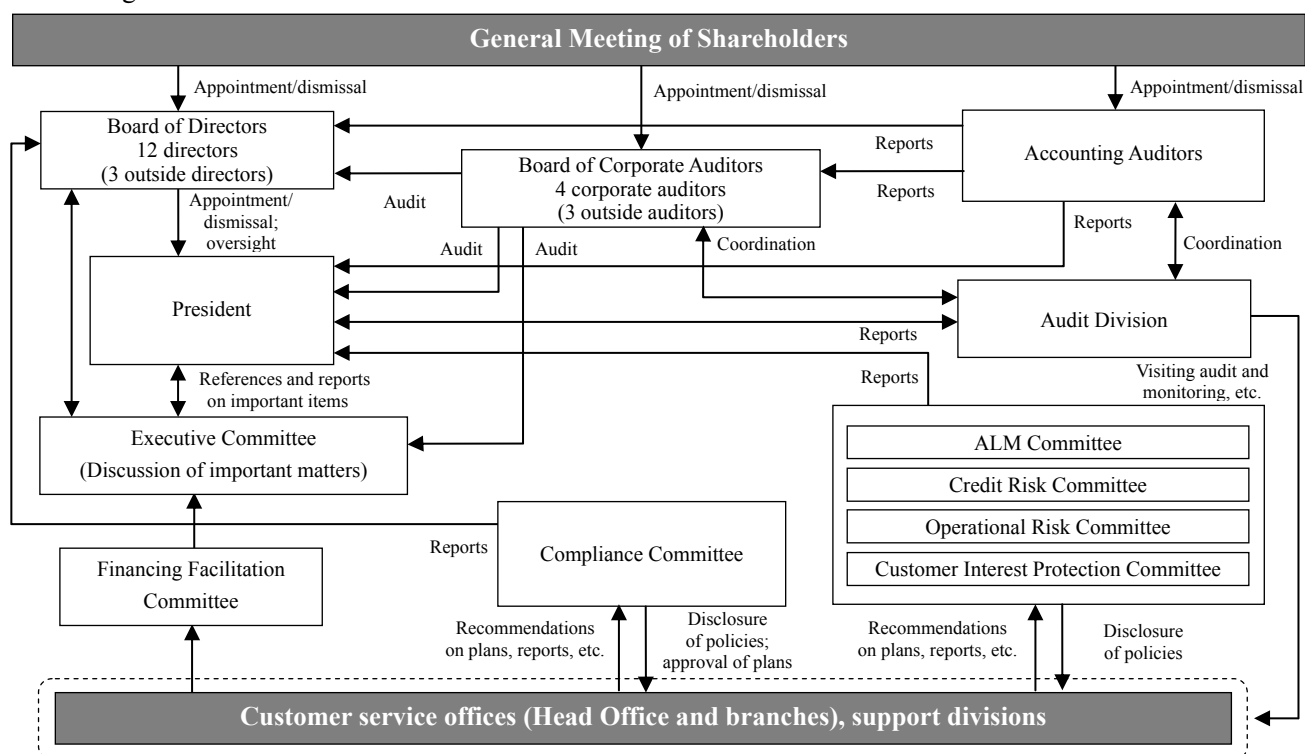 General Meeting of Shareholders
Appointment/dismissal
Appointment/dismissal
Appointment/dismissal
Board of Directors
12 directors
(3 outside directors)
Reports
Accounting Auditors
Board of Corporate Auditors
4 corporate auditors
(3 outside auditors)
Reports
Audit
Appointment/
dismissal;
oversight
Audit
Audit
Coordination
Reports
Coordination
President
Audit Division
Reports
Reports
Visiting audit and
monitoring, etc.
References and reports
on important items
Executive Committee
(Discussion of important matters)
ALM Committee
Credit Risk Committee
Operational Risk Committee
Customer Interest Protection Committee
Reports
Compliance Committee
Financing Facilitation
Committee
Recommendations
on plans, reports, etc.
Disclosure
of policies;
approval of plans
Recommendations
on plans, reports, etc.
Disclosure
of policies
Customer service offices (Head Office and branches), support divisions